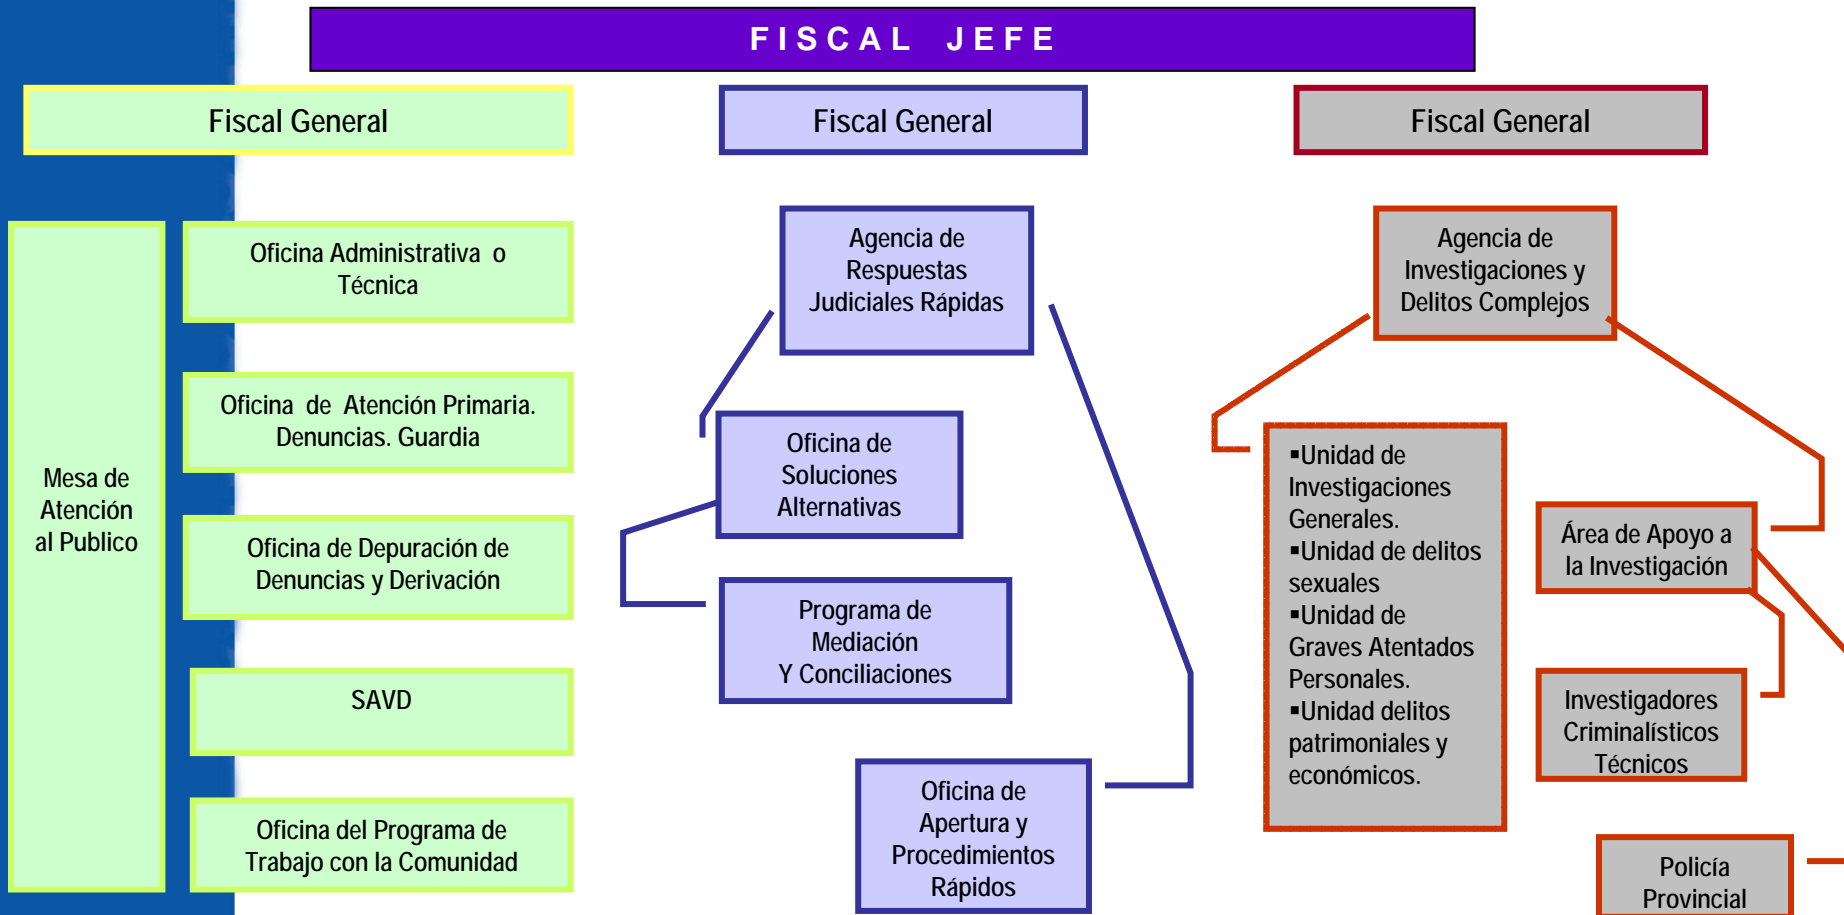 FISCAL JEFE
Fiscal General
Fiscal General
Fiscal General
Mesa de
Atención
al Publico
Oficina Administrativa o
Técnica
Oficina de Atención Primaria.
Denuncias. Guardia
Oficina de Depuración de
Denuncias y Derivación
SAVD
Oficina del Programa de
Trabajo con la Comunidad
Agencia de
Respuestas
Judiciales Rápidas
Oficina de
Soluciones
Alternativas
Programa de
Mediación
Y Conciliaciones
Oficina de
Apertura y
Procedimientos
Rápidos
Agencia de
Investigaciones y
Delitos Complejos
▪Unidad de
Investigaciones
Generales.
▪Unidad de delitos
sexuales
▪Unidad de
Graves Atentados
Personales.
▪Unidad delitos
patrimoniales y
económicos.
Área de Apoyo a
la Investigación
Investigadores
Criminalísticos
Técnicos
Policía
Provincial